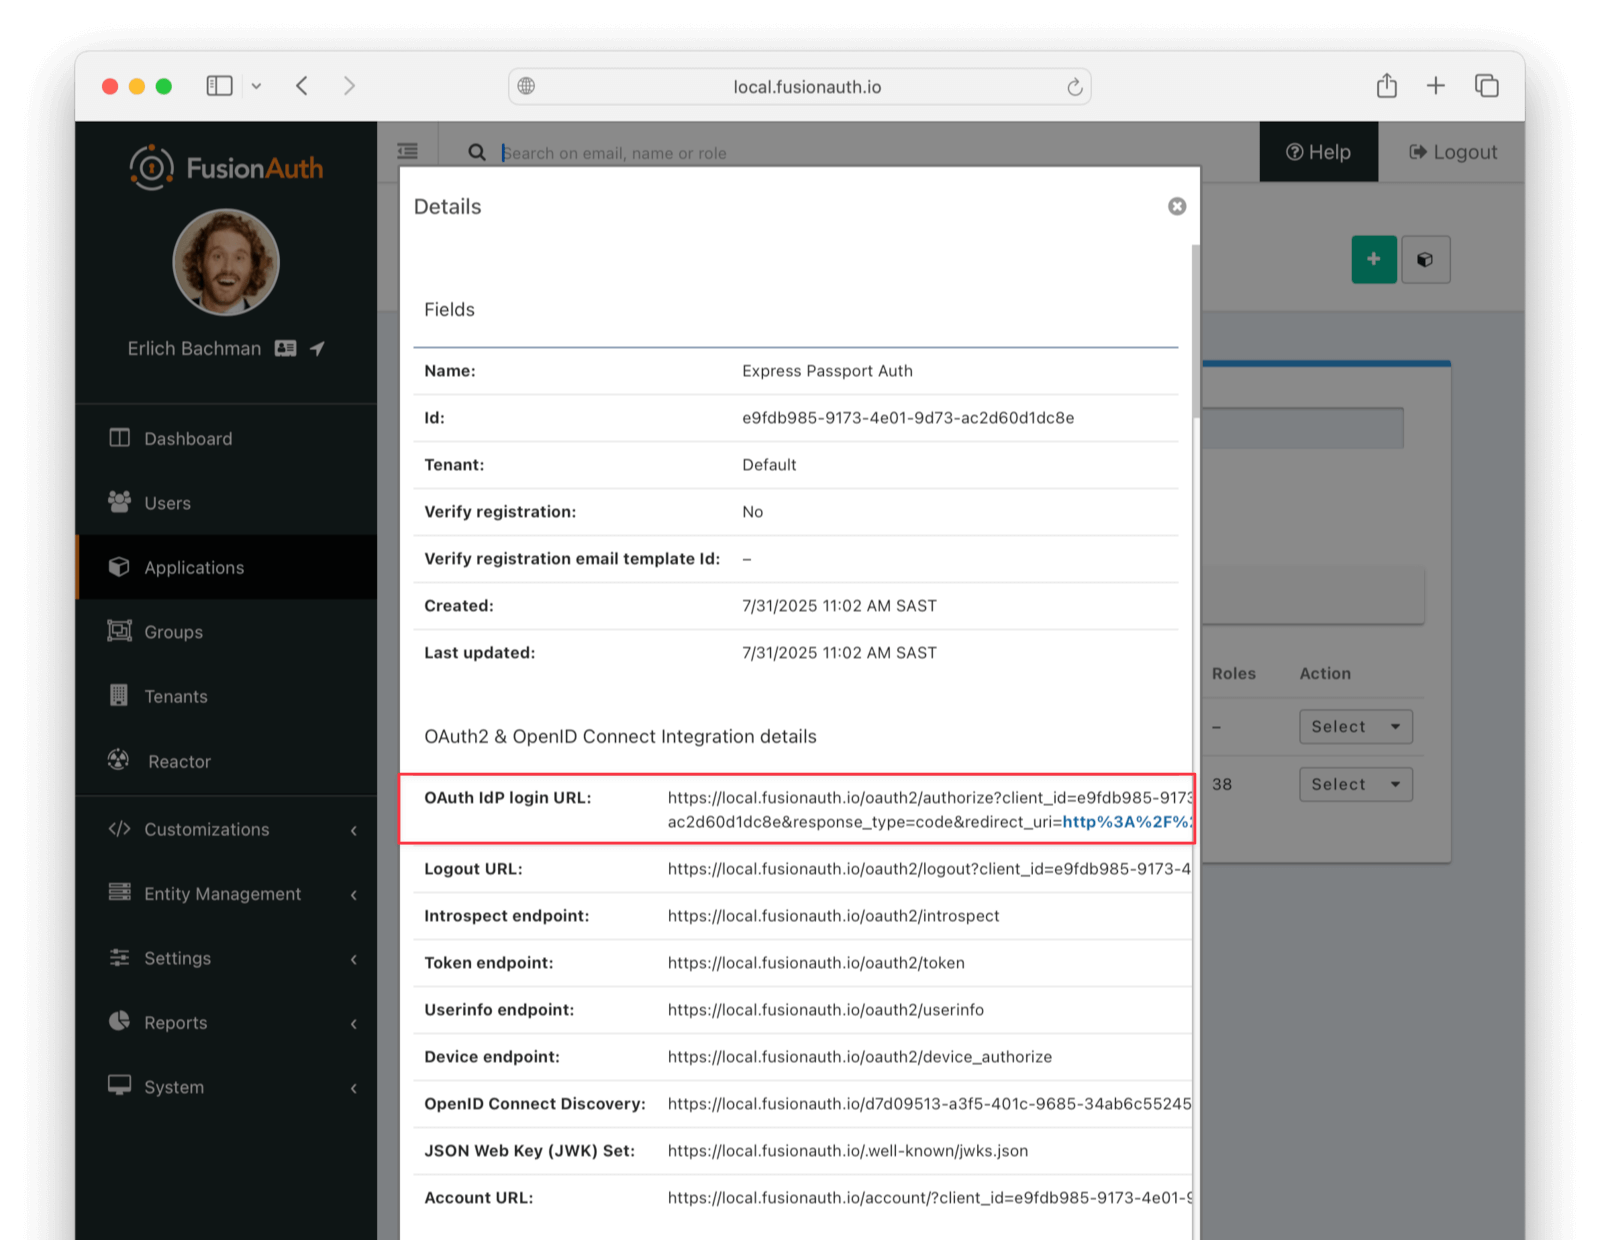 local.fusionauth.io
FusionAuth
Search on email, name or role
Help
Logout
Erlich Bachman
Dashboard
Users
Applications
Groups
Tenants
Reactor
Customizations
Entity Management
Settings
Reports
System
Details
Fields
Name: Express Passport Auth
Id: e9fdb985-9173-4e01-9d73-ac2d60d1dc8e
Tenant: Default
Verify registration: No
Verify registration email template Id: –
Created: 7/31/2025 11:02 AM SAST
Last updated: 7/31/2025 11:02 AM SAST
OAuth2 & OpenID Connect Integration details
OAuth IdP login URL: https://local.fusionauth.io/oauth2/authorize?client_id=e9fdb985-9173
ac2d60d1dc8e&response_type=code&redirect_uri=http%3A%2F%2
Logout URL: https://local.fusionauth.io/oauth2/logout?client_id=e9fdb985-9173-4
Introspect endpoint: https://local.fusionauth.io/oauth2/introspect
Token endpoint: https://local.fusionauth.io/oauth2/token
Userinfo endpoint: https://local.fusionauth.io/oauth2/userinfo
Device endpoint: https://local.fusionauth.io/oauth2/device_authorize
OpenID Connect Discovery: https://local.fusionauth.io/d7d09513-a3f5-401c-9685-34ab6c55245
JSON Web Key (JWK) Set: https://local.fusionauth.io/.well-known/jwks.json
Account URL: https://local.fusionauth.io/account/?client_id=e9fdb985-9173-4e01-9
Roles Action
– Select
38 Select